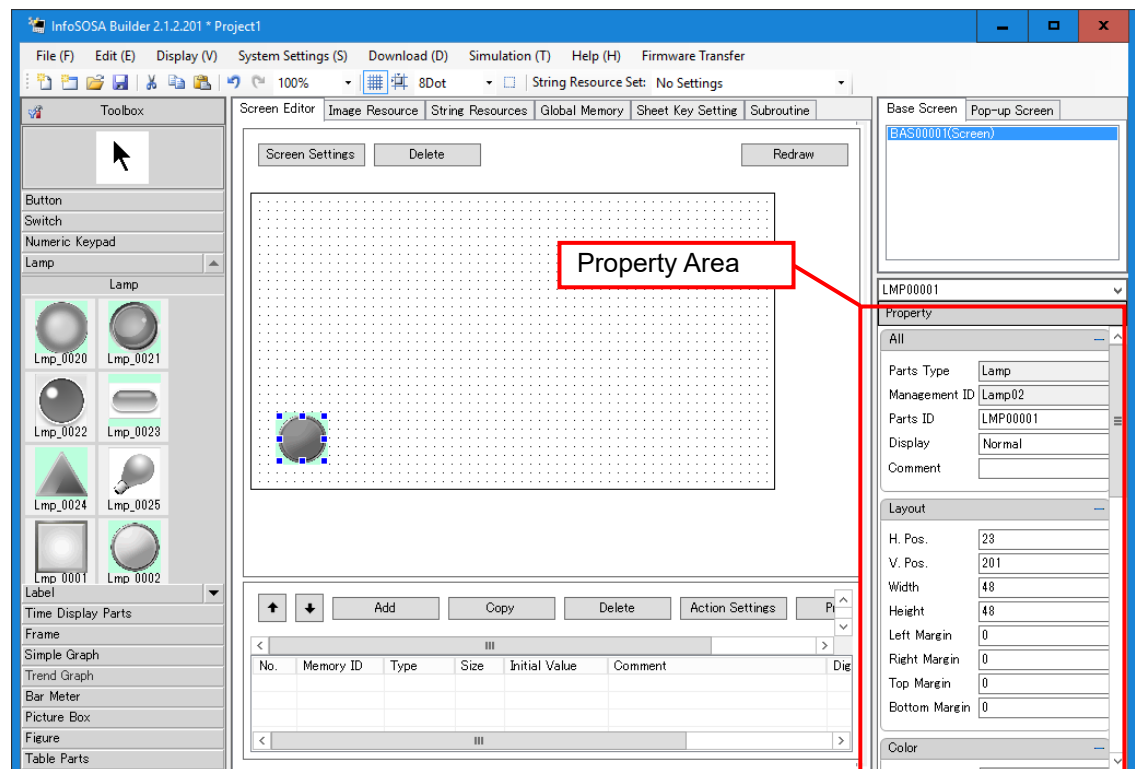 InfoSOSA Builder 2.1.2.201 * Project1
File (F) Edit (E) Display (V) System Settings (S) Download (D) Simulation (T) Help (H) Firmware Transfer
100% 8Dot String Resource Set: No Settings
Toolbox
Button
Switch
Numeric Keypad
Lamp
Lamp
Lmp_0020 Lmp_0021
Lmp_0022 Lmp_0023
Lmp_0024 Lmp_0025
Lmp_0001 Lmp_0002
Label
Time Display Parts
Frame
Simple Graph
Trend Graph
Bar Meter
Picture Box
Figure
Table Parts
Screen Editor Image Resource String Resources Global Memory Sheet Key Setting Subroutine
Screen Settings Delete Redraw
Property Area
Add Copy Delete Action Settings
No. Memory ID Type Size Initial Value Comment Dig
Base Screen Pop-up Screen
BAS00001(Screen)
LMP00001
Property
All
Parts Type Lamp
Management ID Lamp02
Parts ID LMP00001
Display Normal
Comment
Layout
H. Pos. 23
V. Pos. 201
Width 48
Height 48
Left Margin 0
Right Margin 0
Top Margin 0
Bottom Margin 0
Color